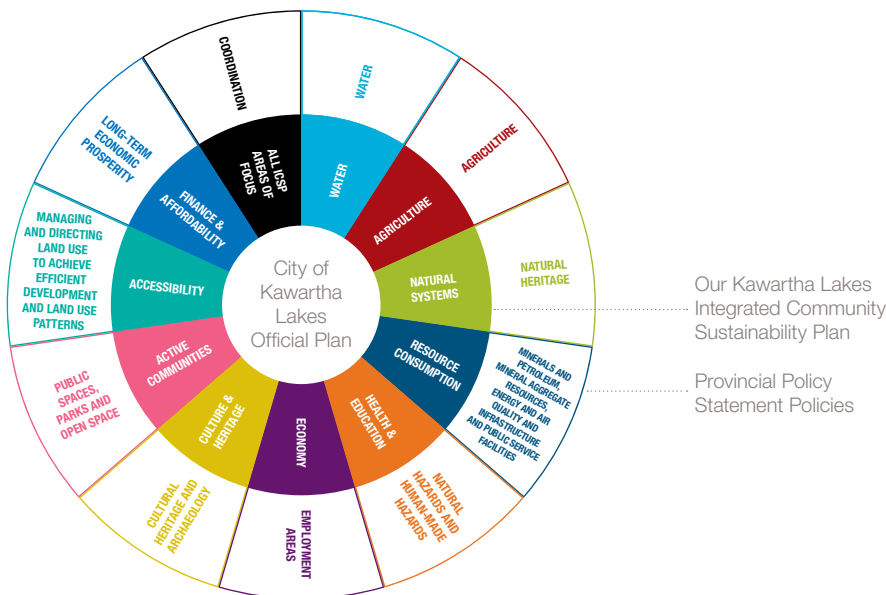 COORDINATION
WATER
AGRICULTURE
NATURAL
HERITAGE
MINERALS AND
PETROLEUM,
MINERAL AGGREGATE
RESOURCES,
ENERGY AND AIR
QUALITY AND
INFRASTRUCTURE
AND PUBLIC SERVICE
FACILITIES
NATURAL
HAZARDS AND
HUMAN-MADE
HAZARDS
EMPLOYMENT
AREAS
CULTURAL
HERITAGE AND
ARCHAEOLOGY
PUBLIC
SPACES,
PARKS AND
OPEN SPACE
MANAGING
AND DIRECTING
LAND USE
TO ACHIEVE
EFFICIENT
DEVELOPMENT
AND LAND USE
PATTERNS
LONG-TERM
ECONOMIC
PROSPERITY
ALL ICSP
AREAS OF
FOCUS
WATER
AGRICULTURE
NATURAL
SYSTEMS
RESOURCE
CONSUMPTION
HEALTH &
EDUCATION
ECONOMY
CULTURE &
HERITAGE
ACTIVE
COMMUNITIES
ACCESSIBILITY
FINANCE &
AFFORDABILITY
City of
Kawartha
Lakes
Official Plan
Our Kawartha Lakes
Integrated Community
Sustainability Plan
Provincial Policy
Statement Policies